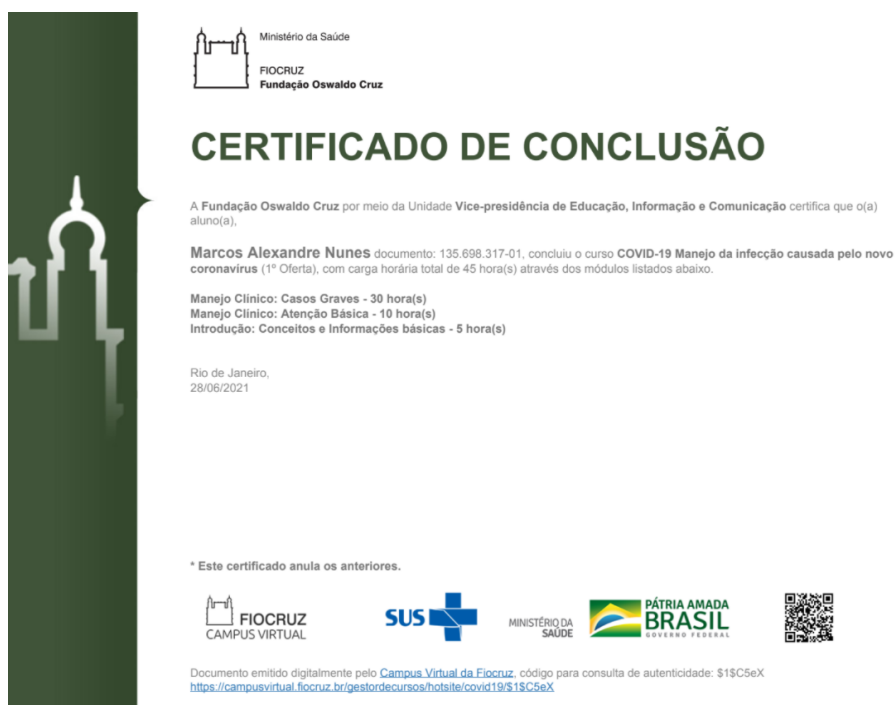 Ministério da Saúde
FIOCRUZ
Fundação Oswaldo Cruz
CERTIFICADO DE CONCLUSÃO
A Fundação Oswaldo Cruz por meio da Unidade Vice-presidência de Educação, Informação e Comunicação certifica que o(a)
aluno(a),
Marcos Alexandre Nunes documento: 135.698.317-01, concluiu o curso COVID-19 Manejo da infecção causada pelo novo
coronavírus (1º Oferta), com carga horária total de 45 hora(s) através dos módulos listados abaixo.
Manejo Clínico: Casos Graves - 30 hora(s)
Manejo Clínico: Atenção Básica - 10 hora(s)
Introdução: Conceitos e Informações básicas - 5 hora(s)
Rio de Janeiro,
28/06/2021
* Este certificado anula os anteriores.
FIOCRUZ
CAMPUS VIRTUAL
SUS
MINISTÉRIO DA
SAÚDE
PÁTRIA AMADA
BRASIL
GOVERNO FEDERAL
Documento emitido digitalmente pelo Campus Virtual da Fiocruz, código para consulta de autenticidade: $1$C5eX
https://campusvirtual.fiocruz.br/gestordecursos/hotsite/covid19/$1$C5eX